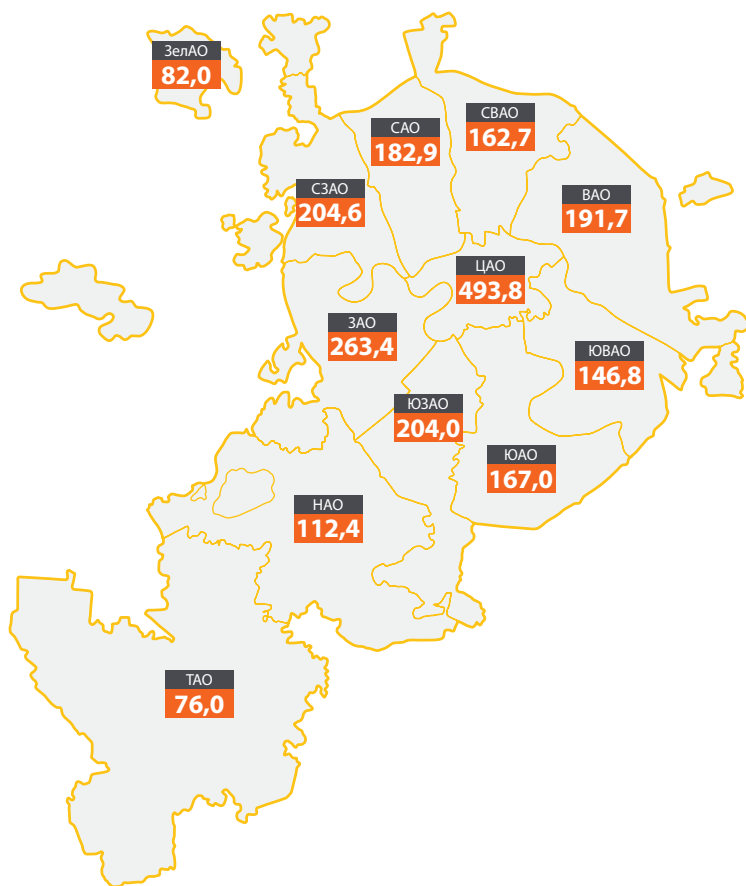 ЗелАО
82,0
САО
182,9
СВАО
162,7
СЗАО
204,6
ВАО
191,7
ЦАО
493,8
ЗАО
263,4
ЮВАО
146,8
ЮЗАО
204,0
ЮАО
167,0
НАО
112,4
ТАО
76,0